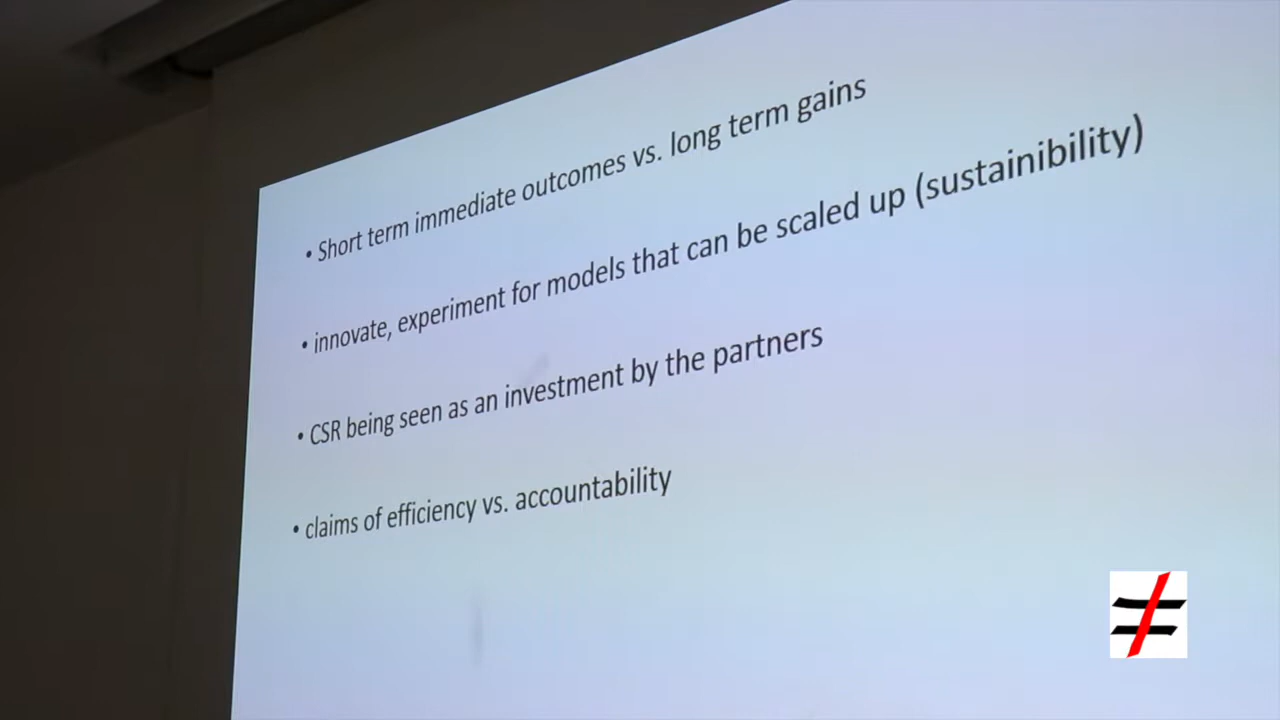 • Short term immediate outcomes vs. long term gains
• innovate, experiment for models that can be scaled up (sustainibility)
• CSR being seen as an investment by the partners
• claims of efficiency vs. accountability